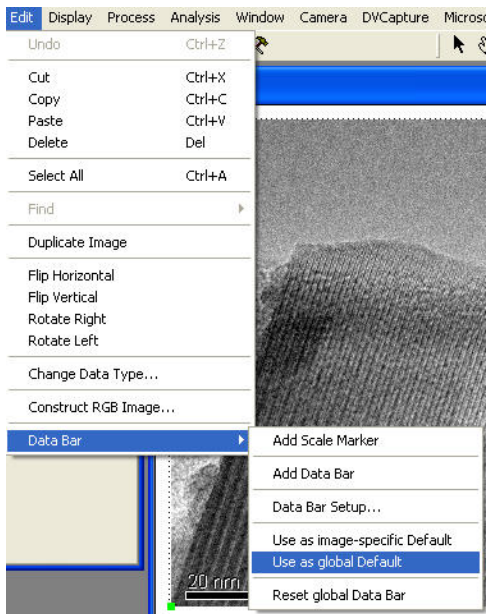 Edit Display Process Analysis Window Camera DVCapture
Undo Ctrl+Z
Cut Ctrl+X
Copy Ctrl+C
Paste Ctrl+V
Delete Del
Select All Ctrl+A
Find
Duplicate Image
Flip Horizontal
Flip Vertical
Rotate Right
Rotate Left
Change Data Type...
Construct RGB Image...
Data Bar
Add Scale Marker
Add Data Bar
Data Bar Setup...
Use as image-specific Default
Use as global Default
Reset global Data Bar
20 nm